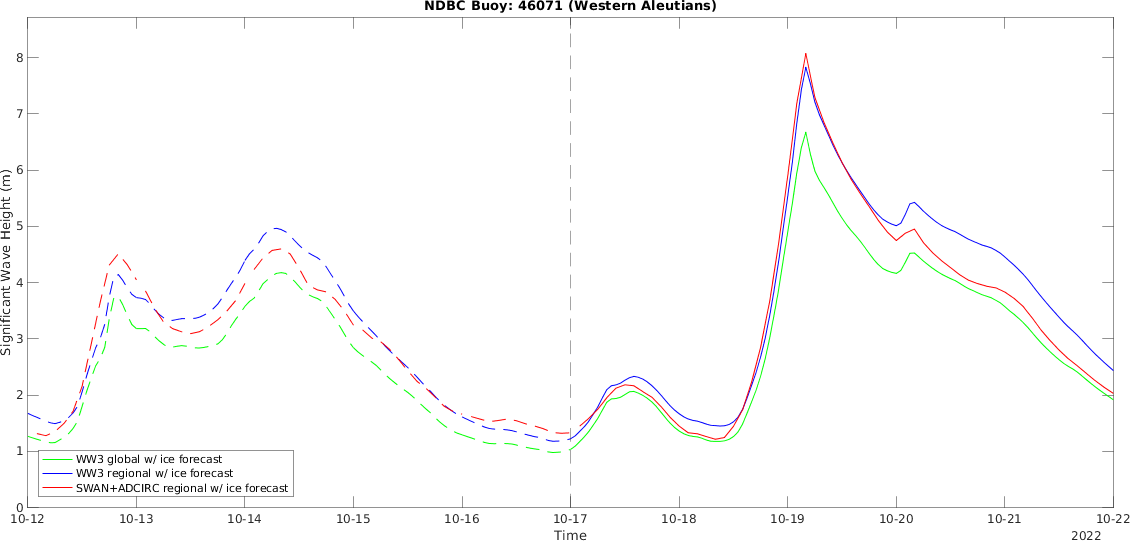 NDBC Buoy: 46071 (Western Aleutians)
Significant Wave Height (m)
8
7
6
5
4
3
2
1
0
WW3 global w/ ice forecast
WW3 regional w/ ice forecast
SWAN+ADCIRC regional w/ ice forecast
10-12 10-13 10-14 10-15 10-16 10-17 10-18 10-19 10-20 10-21 10-22
Time
2022